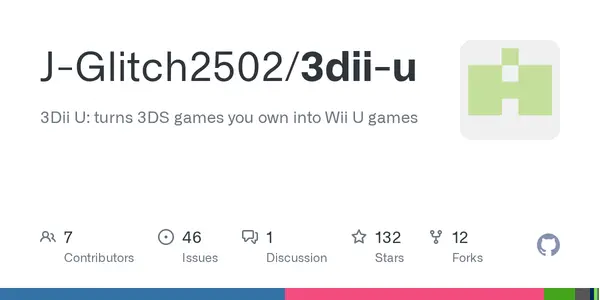 J-Glitch2502/3dii-u
3Dii U: turns 3DS games you own into Wii U games
7 46 1 132 12
Contributors Issues Discussion Stars Forks